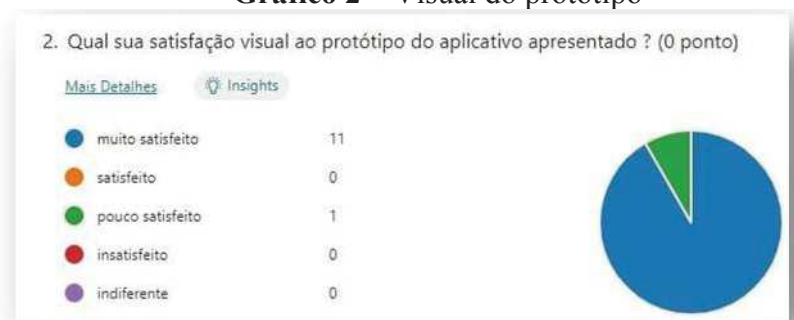 Gráfico 2 – Visual do protótipo
2. Qual sua satisfação visual ao protótipo do aplicativo apresentado ? (0 ponto)
Mais Detalhes
Insights
muito satisfeito 11
satisfeito 0
pouco satisfeito 1
insatisfeito 0
indiferente 0